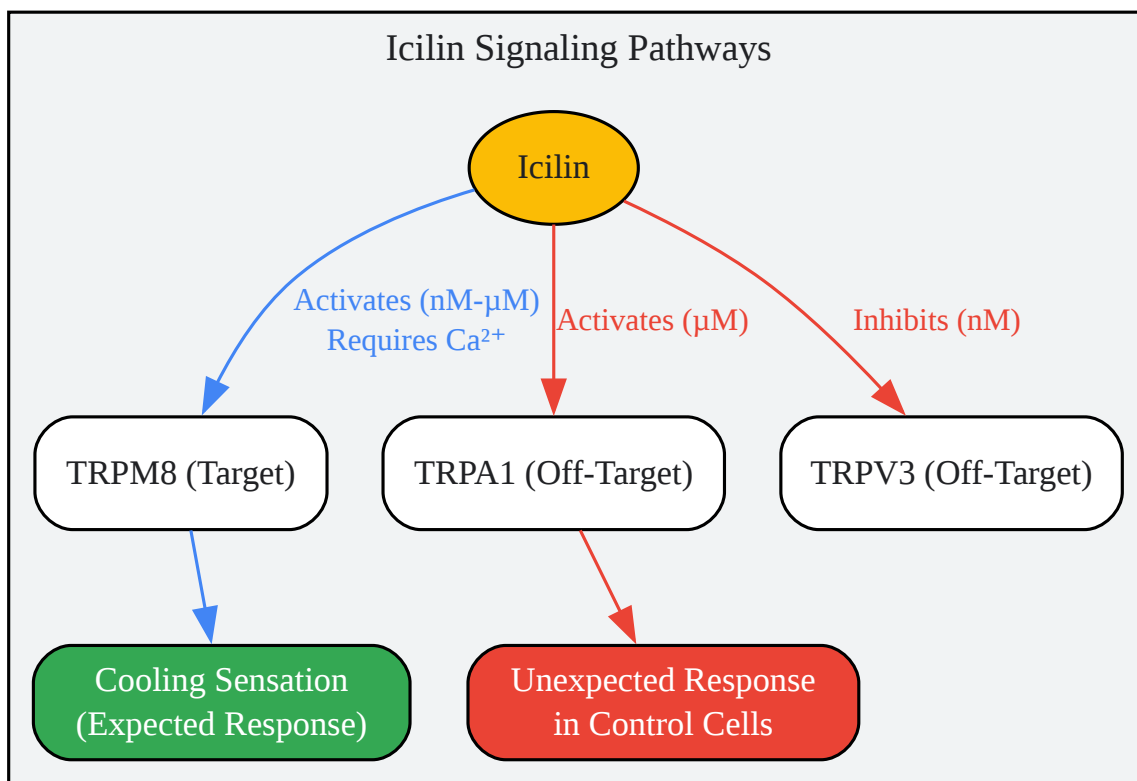 Icilin Signaling Pathways
Icilin
Activates (nM-µM)
Requires Ca²⁺
Activates (µM)
Inhibits (nM)
TRPM8 (Target)
TRPA1 (Off-Target)
TRPV3 (Off-Target)
Cooling Sensation
(Expected Response)
Unexpected Response
in Control Cells